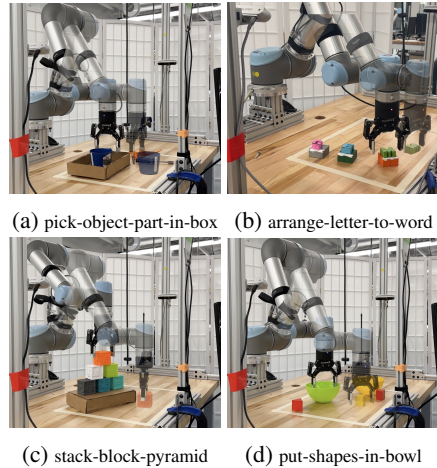 (a) pick-object-part-in-box
(b) arrange-letter-to-word
(c) stack-block-pyramid
(d) put-shapes-in-bowl